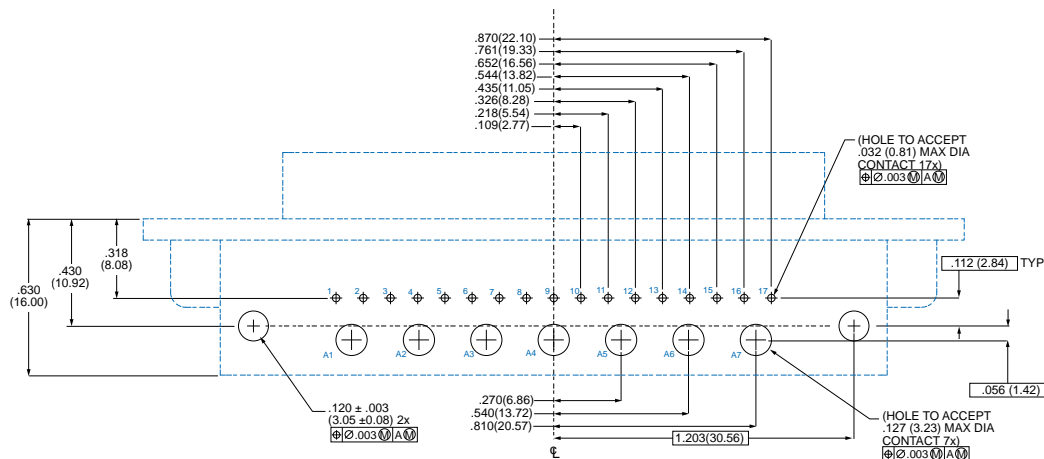 .870(22.10)
.761(19.33)
.652(16.56)
.544(13.82)
.435(11.05)
.326(8.28)
.218(5.54)
.109(2.77)
(HOLE TO ACCEPT
.032 (0.81) MAX DIA
CONTACT 17x)
⌖ ∅.003 Ⓜ A Ⓜ
.318
(8.08)
.430
(10.92)
.630
(16.00)
.112 (2.84) TYP
1 2 3 4 5 6 7 8 9 10 11 12 13 14 15 16 17
A1 A2 A3 A4 A5 A6 A7
.056 (1.42)
.270(6.86)
.540(13.72)
.810(20.57)
1.203(30.56)
.120 ± .003
(3.05 ±0.08) 2x
⌖ ∅.003 Ⓜ A Ⓜ
(HOLE TO ACCEPT
.127 (3.23) MAX DIA
CONTACT 7x)
⌖ ∅.003 Ⓜ A Ⓜ
℄